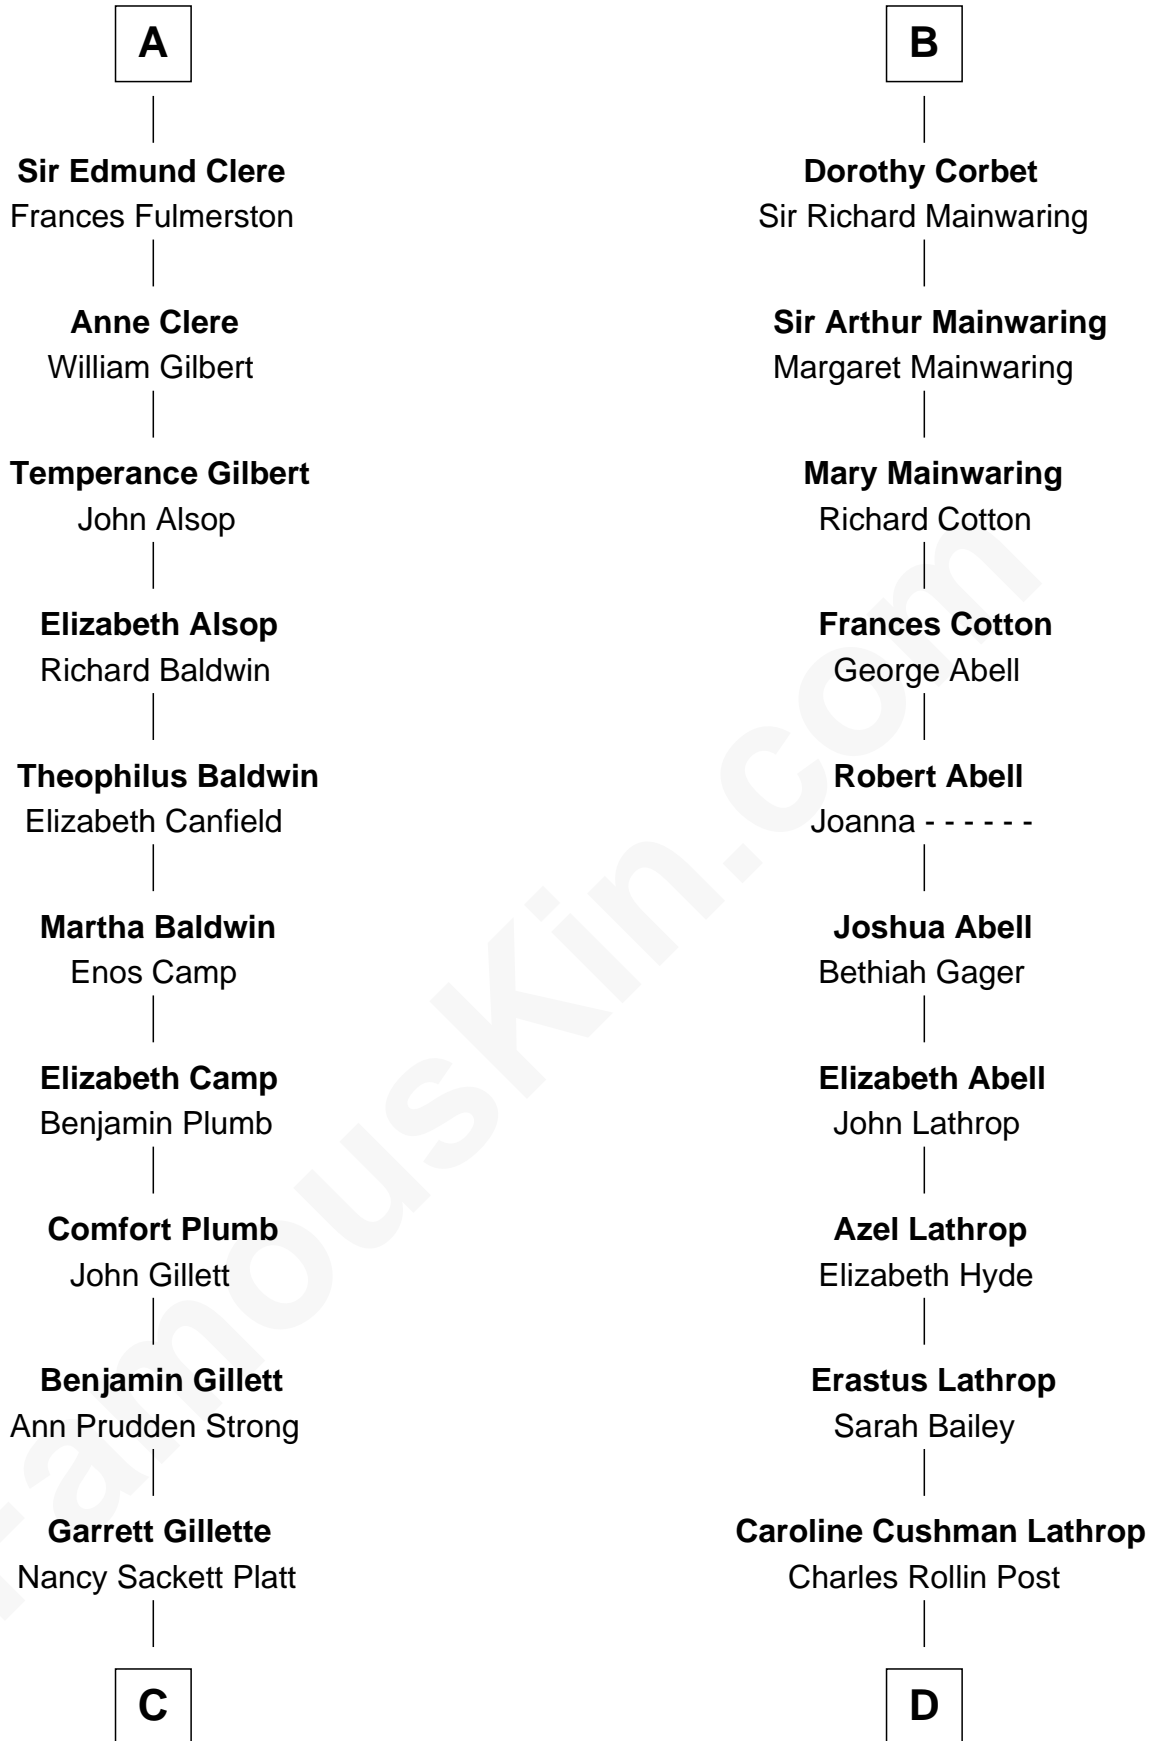 A
Sir Edmund Clere
Frances Fulmerston
Anne Clere
William Gilbert
Temperance Gilbert
John Alsop
Elizabeth Alsop
Richard Baldwin
Theophilus Baldwin
Elizabeth Canfield
Martha Baldwin
Enos Camp
Elizabeth Camp
Benjamin Plumb
Comfort Plumb
John Gillett
Benjamin Gillett
Ann Prudden Strong
Garrett Gillette
Nancy Sackett Platt
C
B
Dorothy Corbet
Sir Richard Mainwaring
Sir Arthur Mainwaring
Margaret Mainwaring
Mary Mainwaring
Richard Cotton
Frances Cotton
George Abell
Robert Abell
Joanna - - - - - -
Joshua Abell
Bethiah Gager
Elizabeth Abell
John Lathrop
Azel Lathrop
Elizabeth Hyde
Erastus Lathrop
Sarah Bailey
Caroline Cushman Lathrop
Charles Rollin Post
D
FamousKin.com